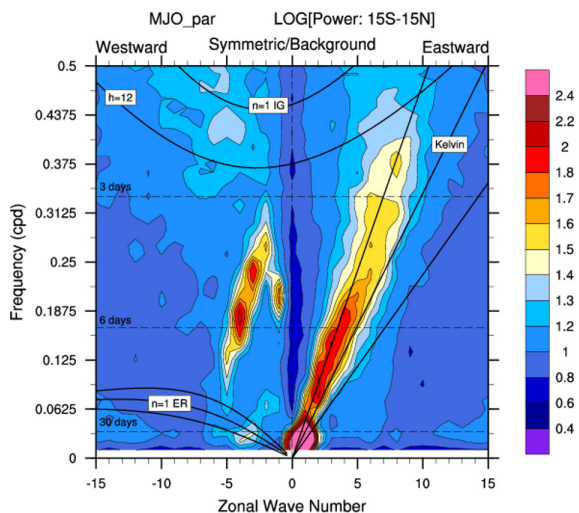 MJO_par LOG[Power: 15S-15N]
Westward Symmetric/Background Eastward
0.5
0.4375
0.375
0.3125
0.25
0.1875
0.125
0.0625
0
Frequency (cpd)
h=12
n=1 IG
Kelvin
3 days
6 days
n=1 ER
30 days
-15 -10 -5 0 5 10 15
Zonal Wave Number
2.4
2.2
2
1.8
1.7
1.6
1.5
1.4
1.3
1.2
1.1
1
0.8
0.6
0.4